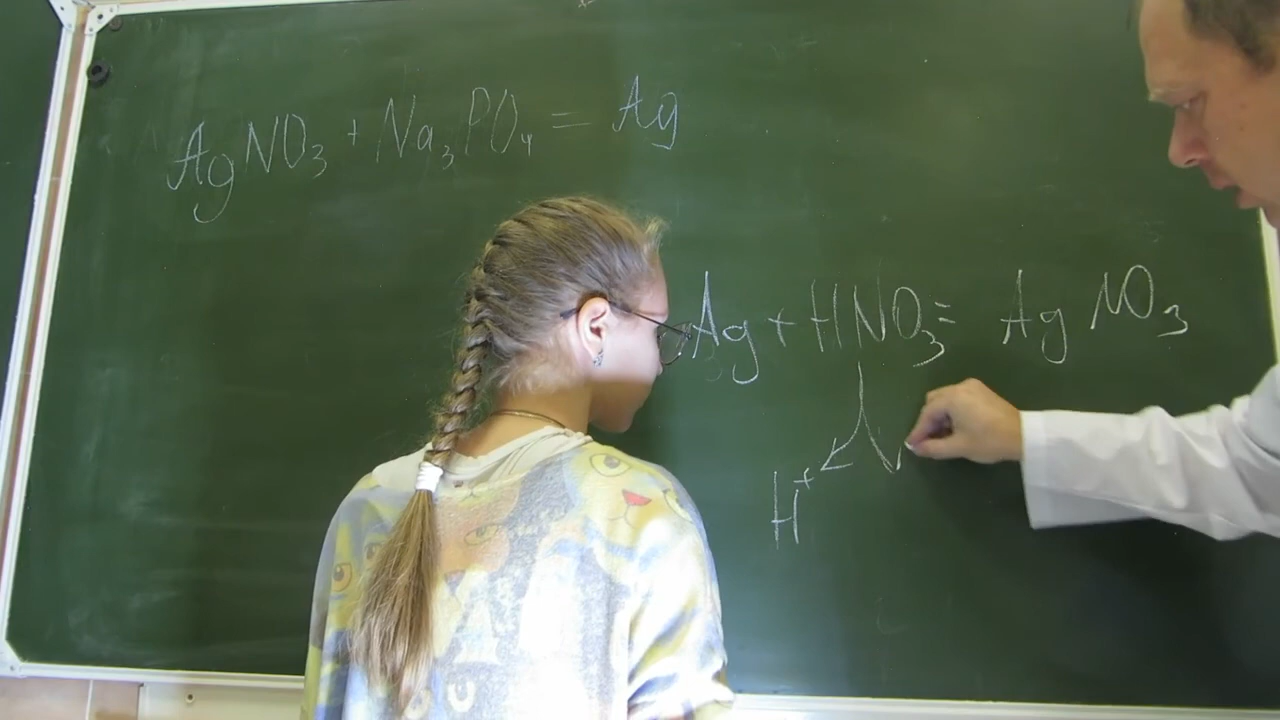 AgNO₃ + Na₃PO₄ = Ag
Ag + HNO₃ = AgNO₃
H⁺